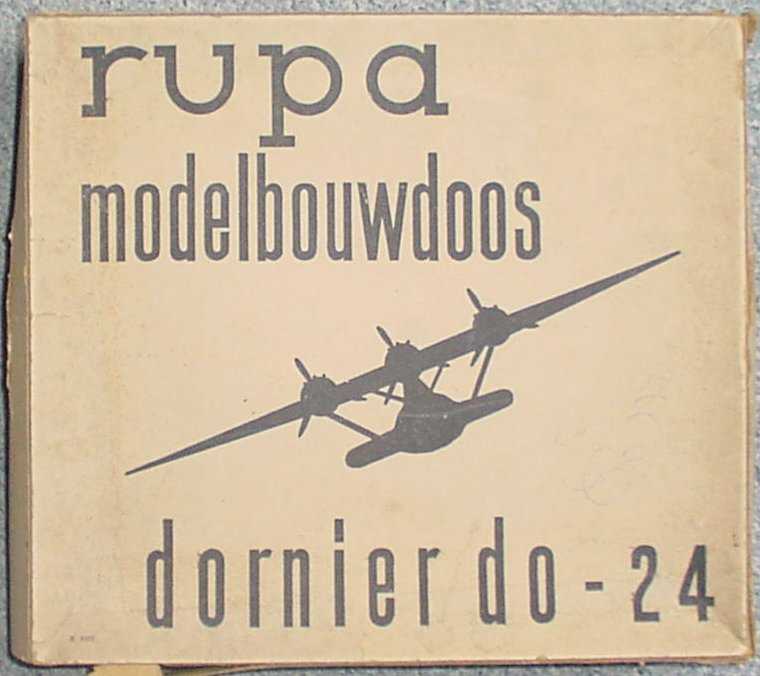 rupa
modelbouwdoos
dornier do - 24